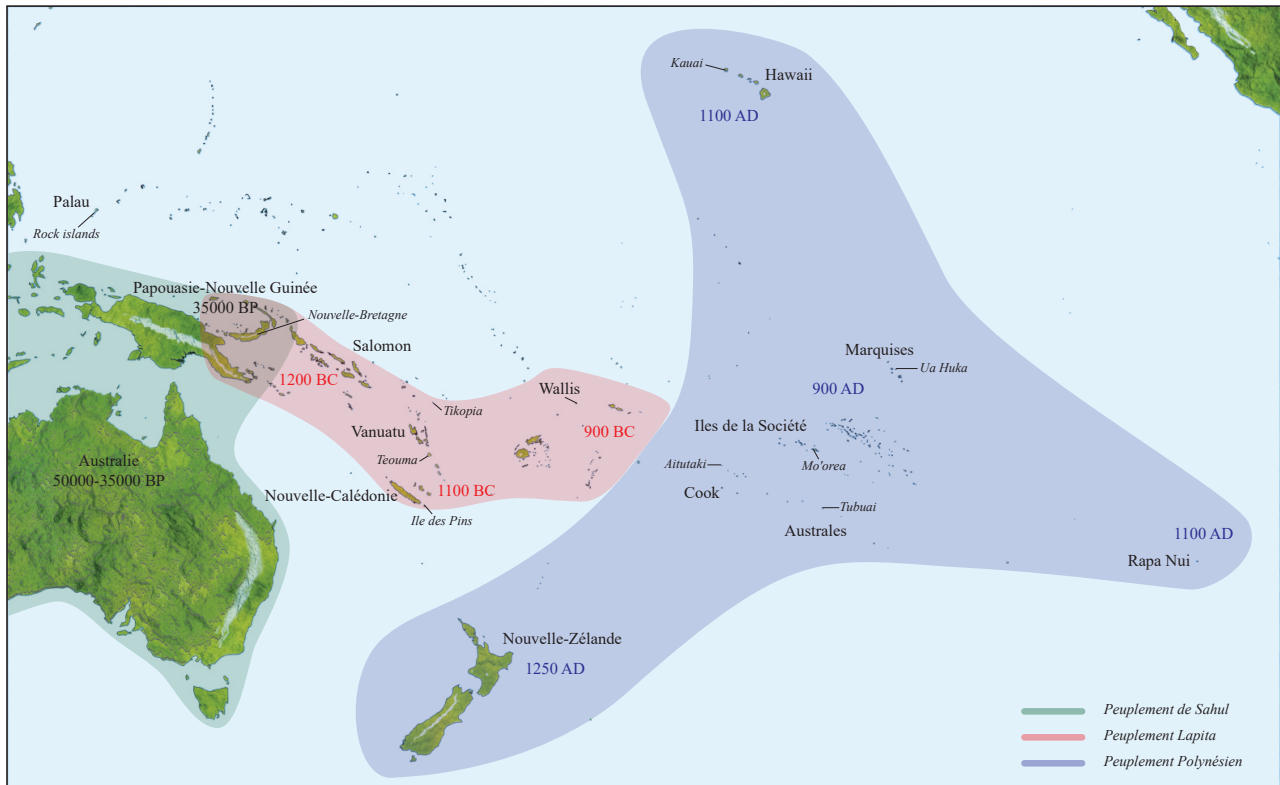 Kauai
Hawaii
1100 AD
Palau
Rock islands
Papouasie-Nouvelle Guinée
35000 BP
Nouvelle-Bretagne
Salomon
1200 BC
Marquises
Ua Huka
900 AD
Wallis
Tikopia
Vanuatu
900 BC
Iles de la Société
Teouma
Mo'orea
Aitutaki
Australie
50000-35000 BP
1100 BC
Nouvelle-Calédonie
Cook
Ile des Pins
Tubuai
Australes
1100 AD
Rapa Nui
Nouvelle-Zélande
1250 AD
Peuplement de Sahul
Peuplement Lapita
Peuplement Polynésien